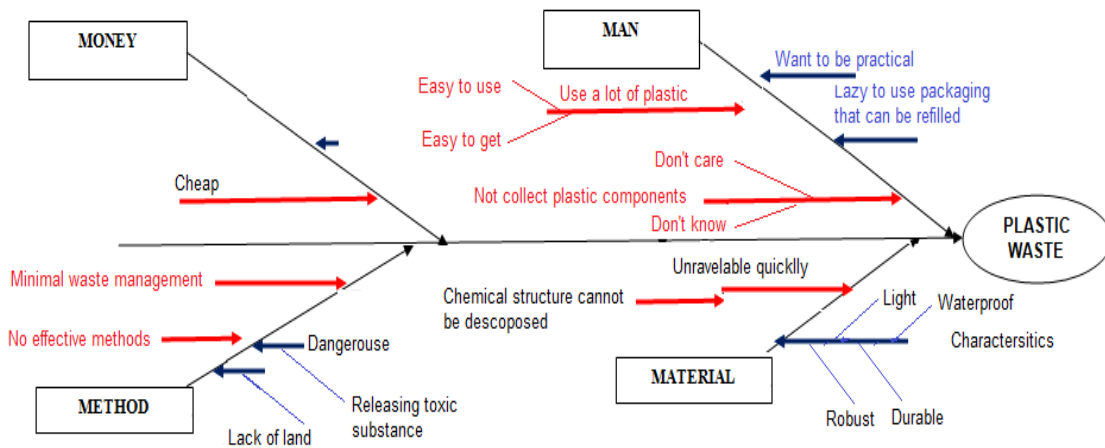 MONEY
MAN
Want to be practical
Easy to use
Use a lot of plastic
Lazy to use packaging
that can be refilled
Easy to get
Don't care
Cheap
Not collect plastic components
Don't know
PLASTIC
WASTE
Minimal waste management
Unravelable quicklly
Chemical structure cannot
be descoposed
Light
Waterproof
No effective methods
Dangerouse
Charactersitics
MATERIAL
METHOD
Releasing toxic
substance
Robust
Durable
Lack of land